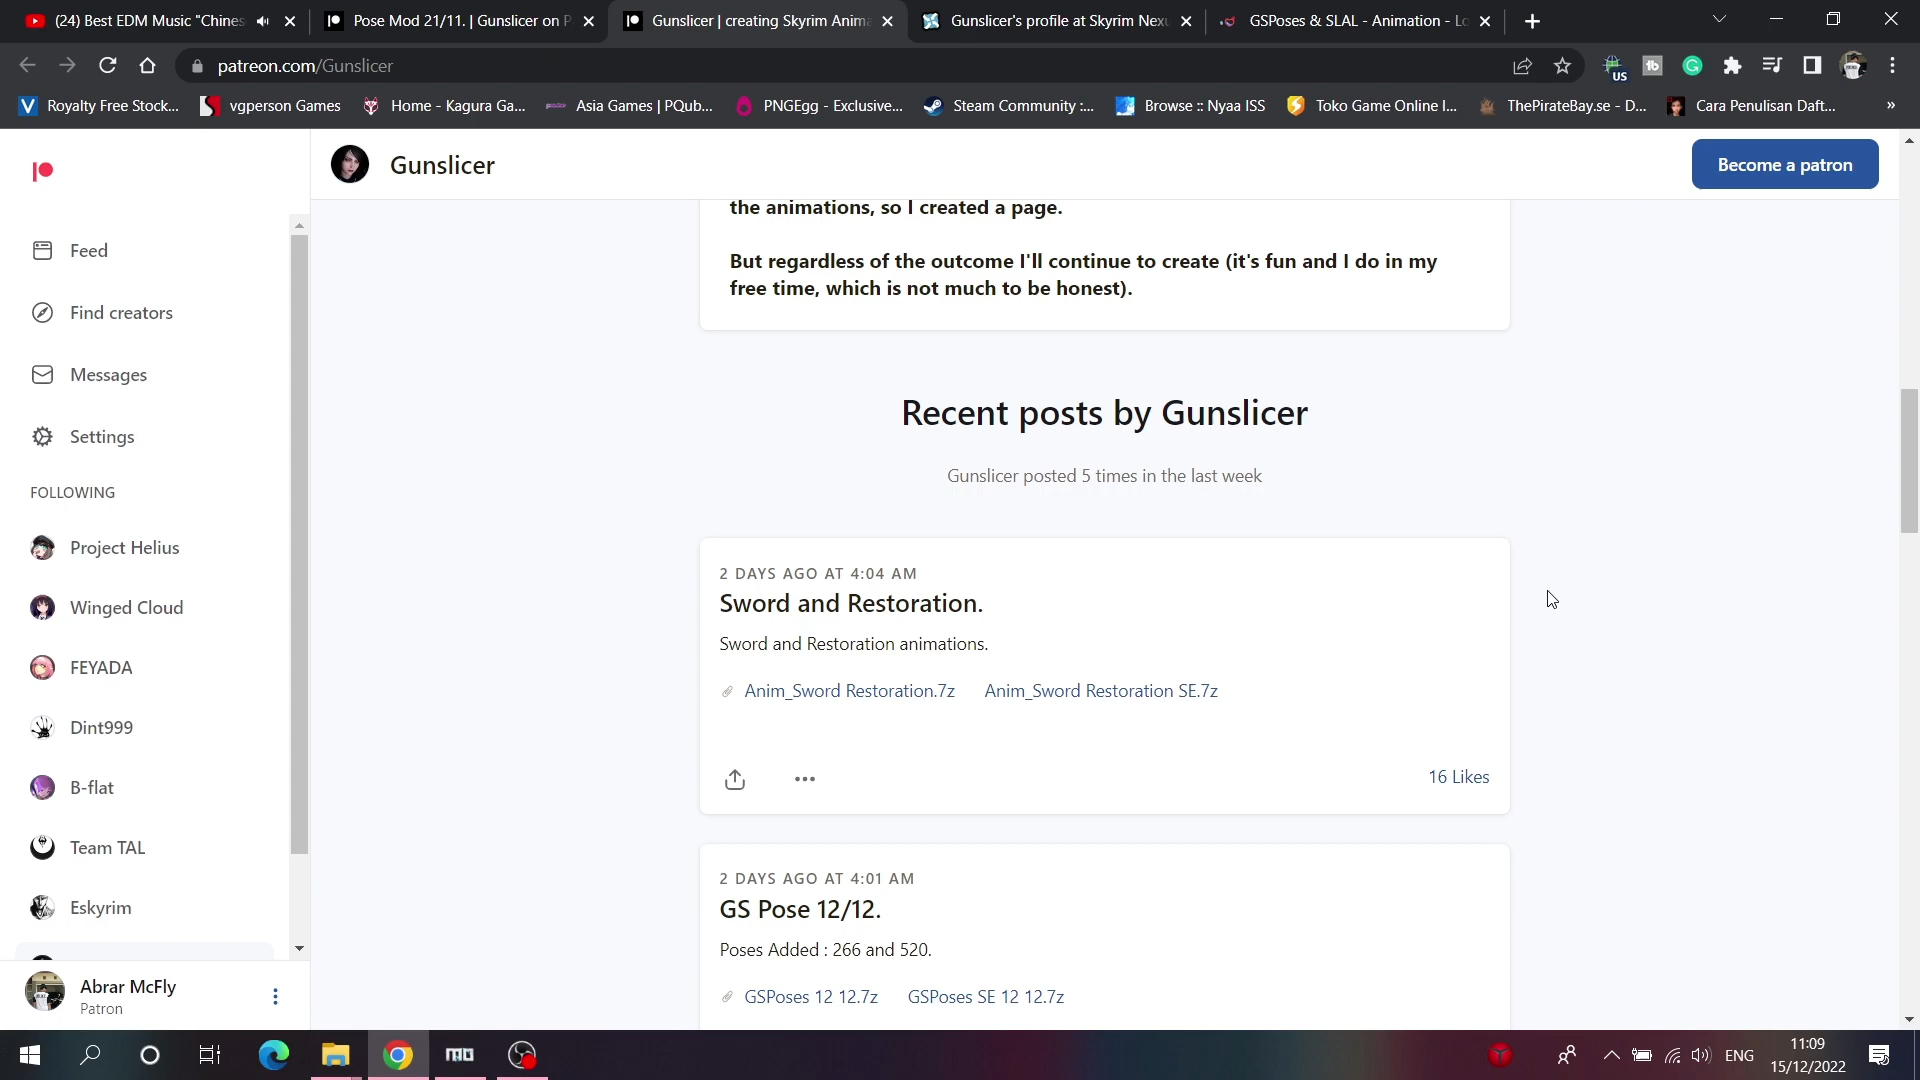 (24) Best EDM Music "Chines
Pose Mod 21/11. | Gunslicer on P
Gunslicer | creating Skyrim Anima
Gunslicer's profile at Skyrim Nexu
GSPoses & SLAL - Animation - Lo
patreon.com/Gunslicer
US
Royalty Free Stock...
vgperson Games
Home - Kagura Ga...
Asia Games | PQub...
PNGEgg - Exclusive...
Steam Community :...
Browse :: Nyaa ISS
Toko Game Online I...
ThePirateBay.se - D...
Cara Penulisan Daft...
»
Gunslicer
Become a patron
Feed
Find creators
Messages
Settings
FOLLOWING
Project Helius
Winged Cloud
FEYADA
Dint999
B-flat
Team TAL
Eskyrim
Abrar McFly
Patron
the animations, so I created a page.
But regardless of the outcome I'll continue to create (it's fun and I do in my
free time, which is not much to be honest).
Recent posts by Gunslicer
Gunslicer posted 5 times in the last week
2 DAYS AGO AT 4:04 AM
Sword and Restoration.
Sword and Restoration animations.
Anim_Sword Restoration.7z Anim_Sword Restoration SE.7z
16 Likes
2 DAYS AGO AT 4:01 AM
GS Pose 12/12.
Poses Added : 266 and 520.
GSPoses 12 12.7z GSPoses SE 12 12.7z
ENG
11:09
15/12/2022